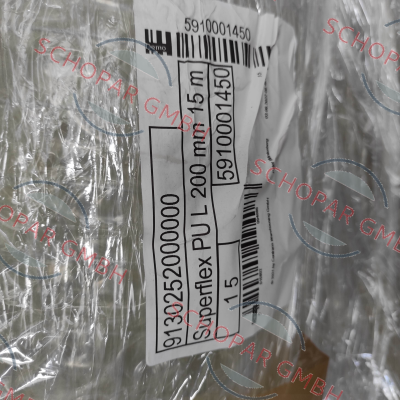 5910001450
9130252000000
Superflex PU L 200 mm 15 m
5910001450
15
SCHOPAR GMBH
SCHOPAR GMBH
SCHOPAR GMBH
SCHOPAR GMBH